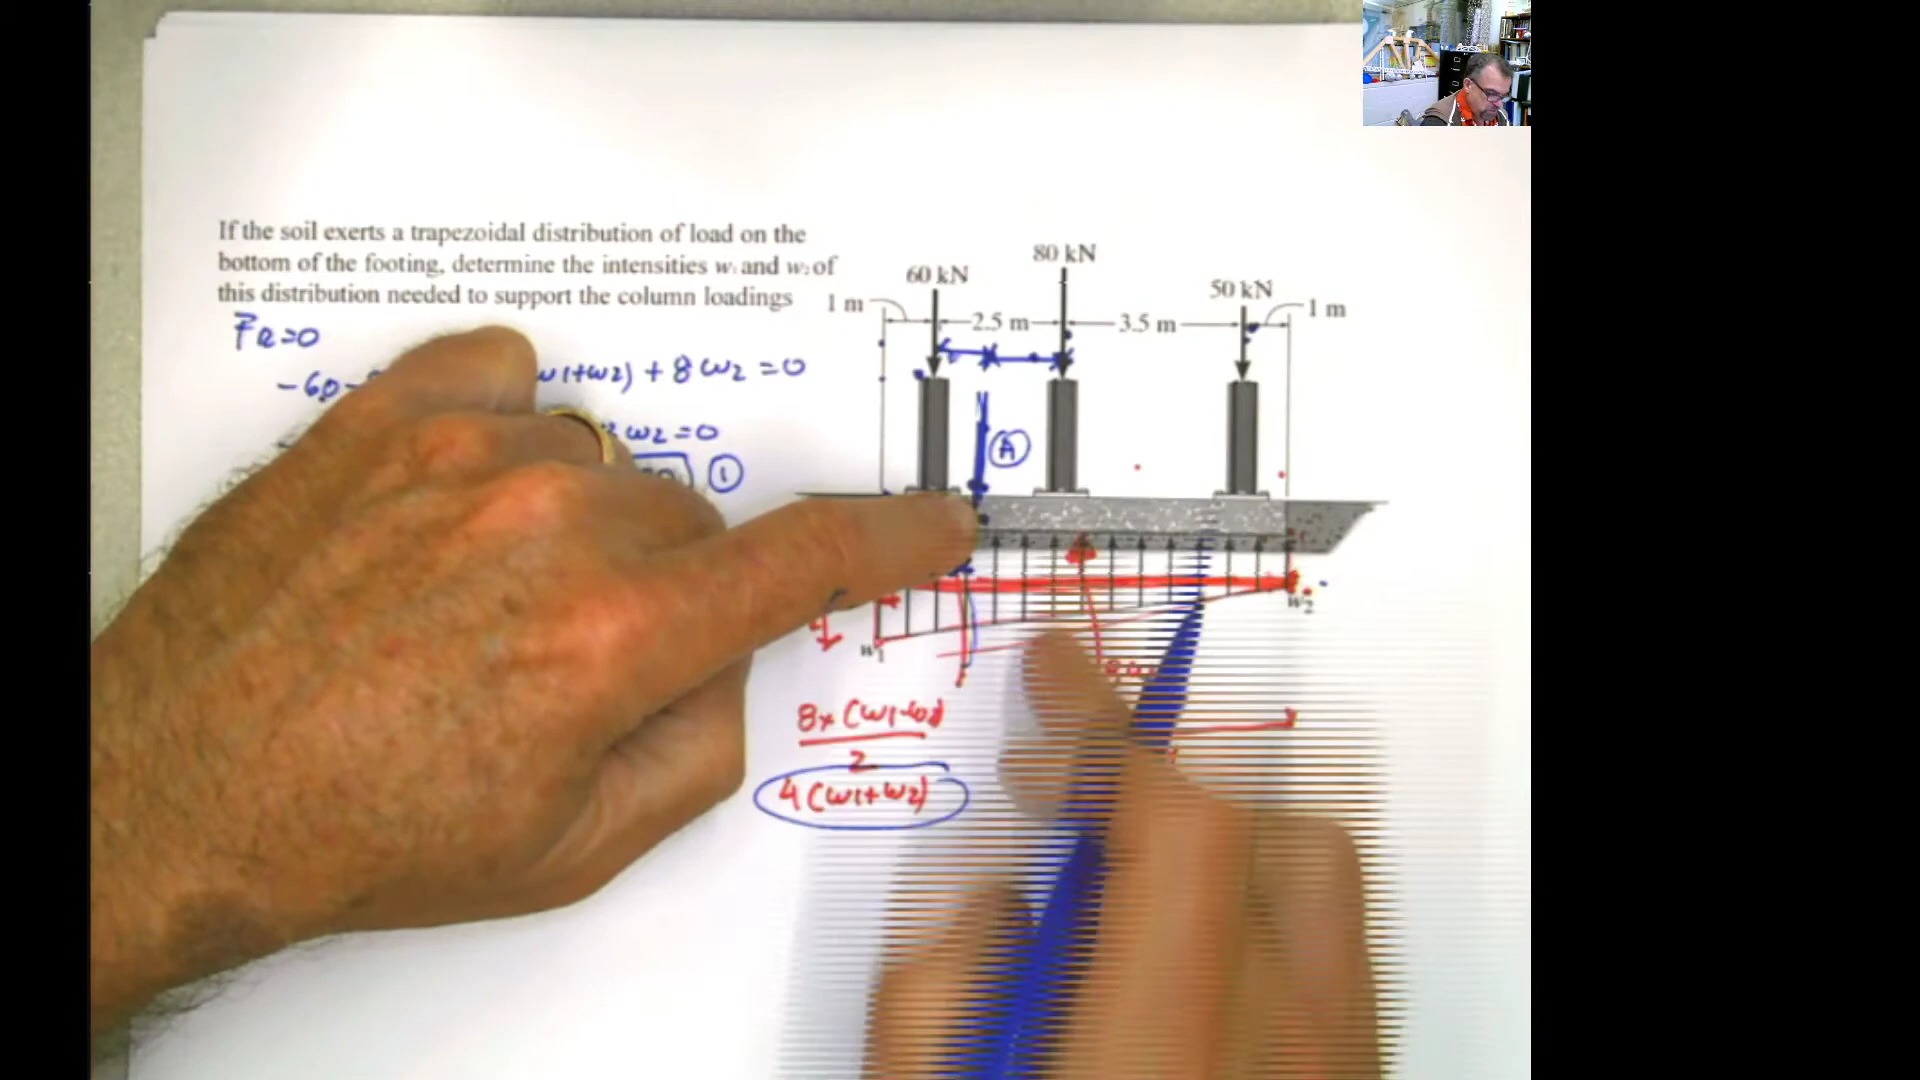 If the soil exerts a trapezoidal distribution of load on the
bottom of the footing, determine the intensities w₁ and w₂ of
this distribution needed to support the column loadings
FR=0
-60-
w1+w2) + 8 w2 = 0
w2 = 0
1
60 kN
80 kN
50 kN
1 m
2.5 m
3.5 m
1 m
A
w1
w2
8x (w1
2
4 (w1+w2)